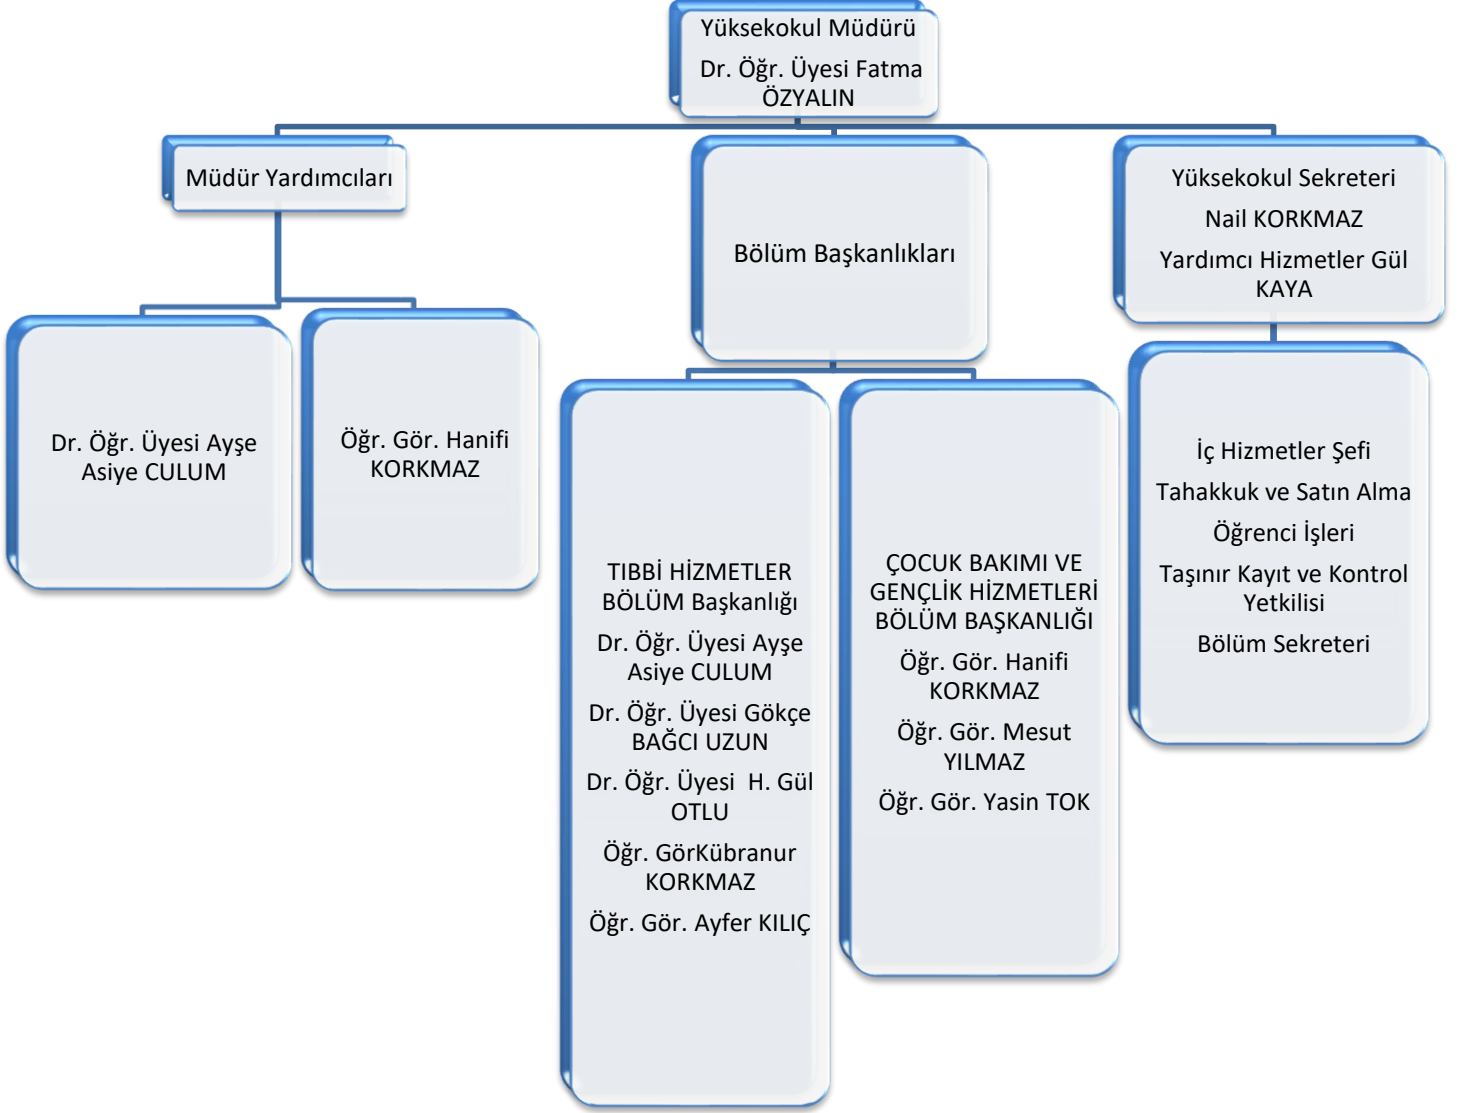 Yüksekokul Müdürü
Dr. Öğr. Üyesi Fatma
ÖZYALIN
Müdür Yardımcıları
Dr. Öğr. Üyesi Ayşe
Asiye CULUM
Öğr. Gör. Hanifi
KORKMAZ
Bölüm Başkanlıkları
TIBBİ HİZMETLER
BÖLÜM Başkanlığı
Dr. Öğr. Üyesi Ayşe
Asiye CULUM
Dr. Öğr. Üyesi Gökçe
BAĞCI UZUN
Dr. Öğr. Üyesi  H. Gül
OTLU
Öğr. GörKübranur
KORKMAZ
Öğr. Gör. Ayfer KILIÇ
ÇOCUK BAKIMI VE
GENÇLİK HİZMETLERİ
BÖLÜM BAŞKANLIĞI
Öğr. Gör. Hanifi
KORKMAZ
Öğr. Gör. Mesut
YILMAZ
Öğr. Gör. Yasin TOK
Yüksekokul Sekreteri
Nail KORKMAZ
Yardımcı Hizmetler Gül
KAYA
İç Hizmetler Şefi
Tahakkuk ve Satın Alma
Öğrenci İşleri
Taşınır Kayıt ve Kontrol
Yetkilisi
Bölüm Sekreteri